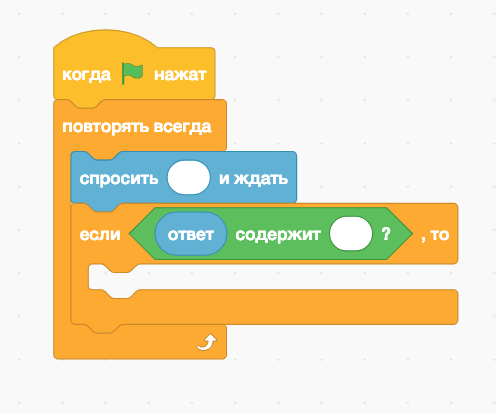 когда нажат
повторять всегда
спросить и ждать
если ответ содержит ? , то